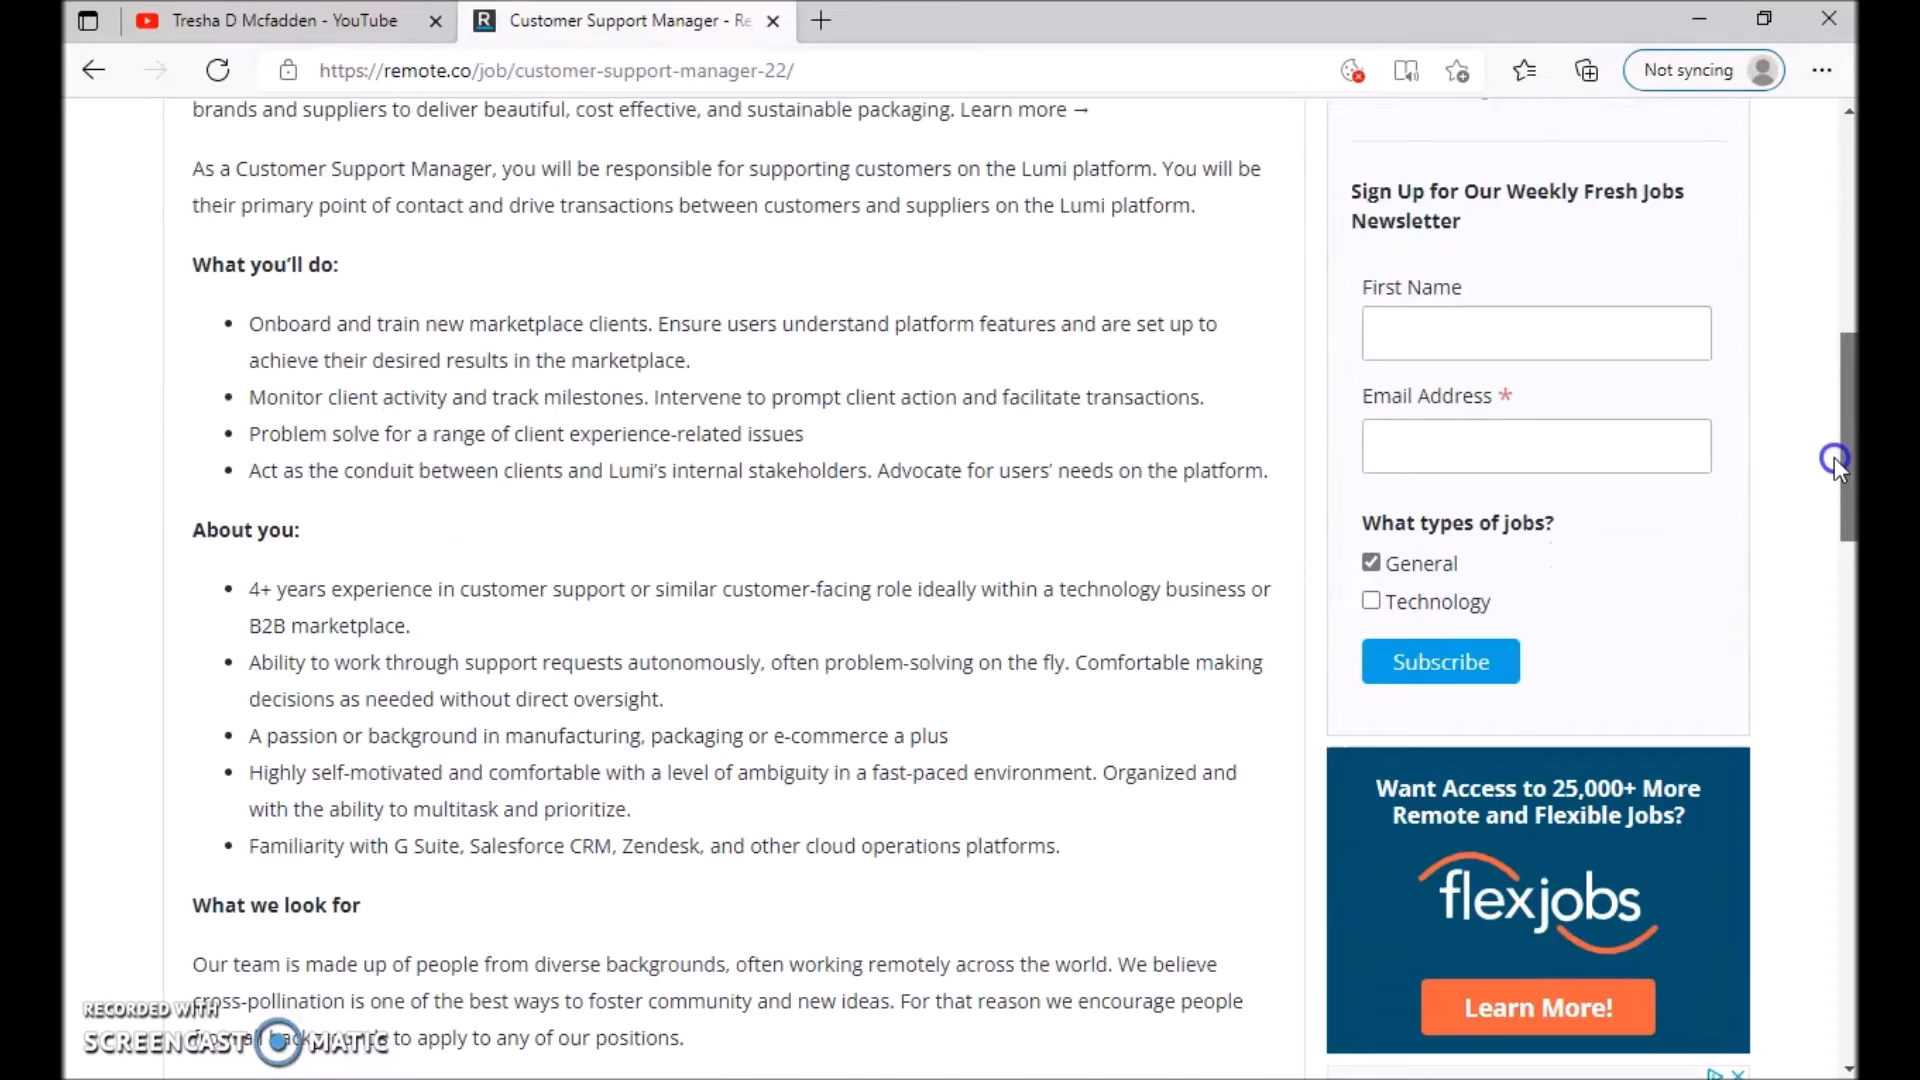 Tresha D Mcfadden - YouTube
Customer Support Manager - Re
https://remote.co/job/customer-support-manager-22/
Not syncing
brands and suppliers to deliver beautiful, cost effective, and sustainable packaging. Learn more →
As a Customer Support Manager, you will be responsible for supporting customers on the Lumi platform. You will be
their primary point of contact and drive transactions between customers and suppliers on the Lumi platform.
What you’ll do:
• Onboard and train new marketplace clients. Ensure users understand platform features and are set up to
achieve their desired results in the marketplace.
• Monitor client activity and track milestones. Intervene to prompt client action and facilitate transactions.
• Problem solve for a range of client experience-related issues
• Act as the conduit between clients and Lumi’s internal stakeholders. Advocate for users’ needs on the platform.
About you:
• 4+ years experience in customer support or similar customer-facing role ideally within a technology business or
B2B marketplace.
• Ability to work through support requests autonomously, often problem-solving on the fly. Comfortable making
decisions as needed without direct oversight.
• A passion or background in manufacturing, packaging or e-commerce a plus
• Highly self-motivated and comfortable with a level of ambiguity in a fast-paced environment. Organized and
with the ability to multitask and prioritize.
• Familiarity with G Suite, Salesforce CRM, Zendesk, and other cloud operations platforms.
What we look for
Our team is made up of people from diverse backgrounds, often working remotely across the world. We believe
cross-pollination is one of the best ways to foster community and new ideas. For that reason we encourage people
to apply to any of our positions.
Sign Up for Our Weekly Fresh Jobs
Newsletter
First Name
Email Address *
What types of jobs?
General
Technology
Subscribe
Want Access to 25,000+ More
Remote and Flexible Jobs?
flexjobs
Learn More!
RECORDED WITH
SCREENCAST MATIC